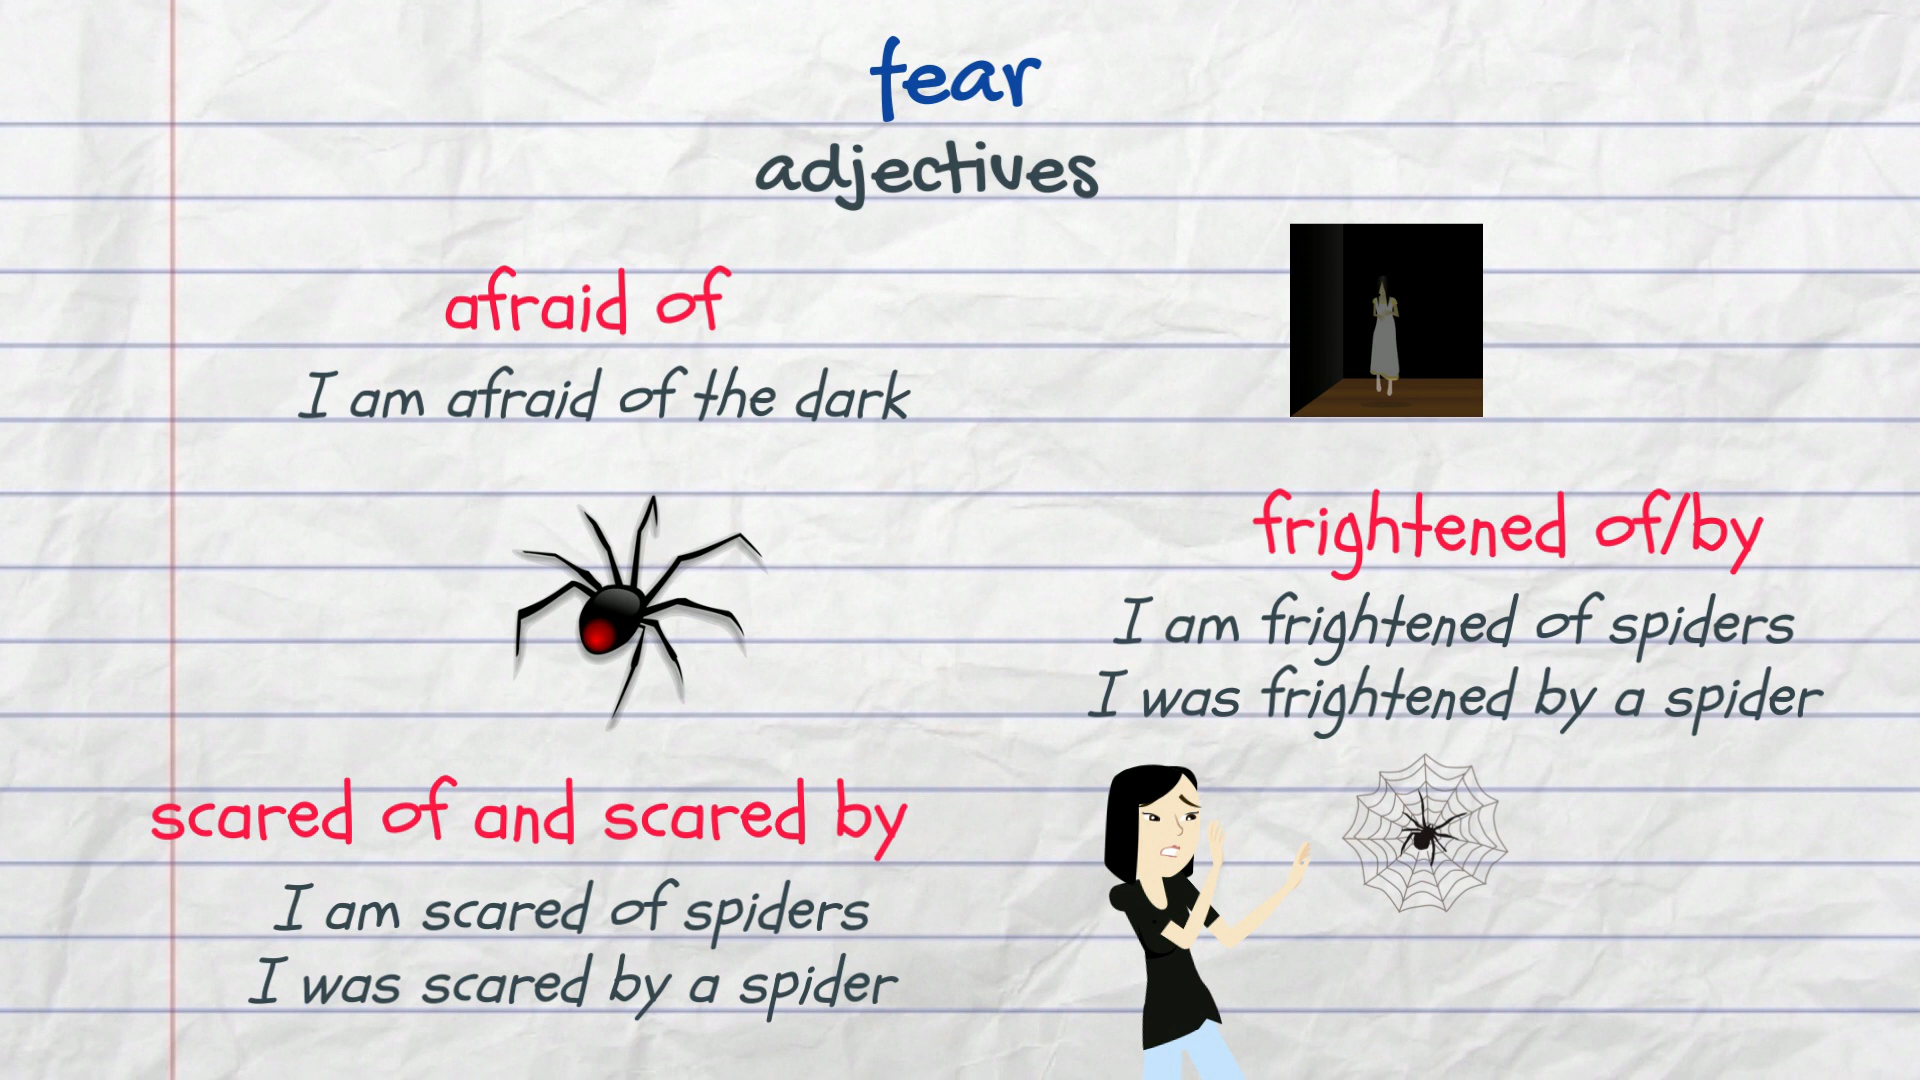 fear
adjectives
afraid of
I am afraid of the dark
frightened of/by
I am frightened of spiders
I was frightened by a spider
scared of and scared by
I am scared of spiders
I was scared by a spider